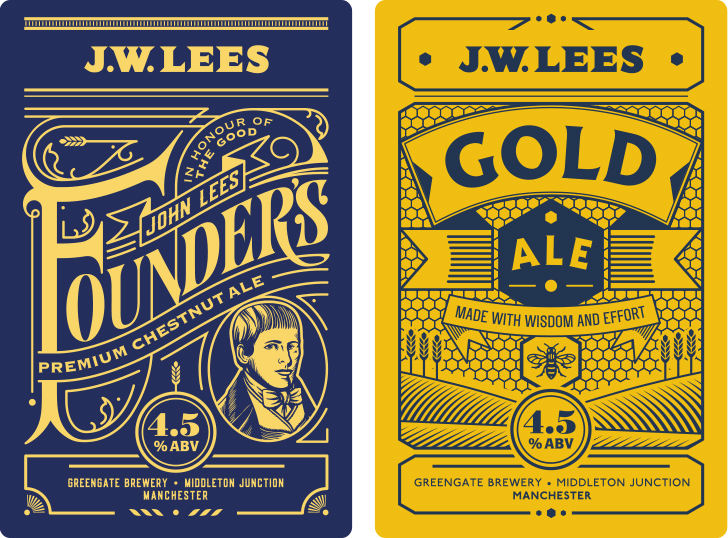 J.W. LEES
IN HONOUR OF
THE GOOD
JOHN LEES
FOUNDER'S
PREMIUM CHESTNUT ALE
4.5
% ABV
GREENGATE BREWERY • MIDDLETON JUNCTION
MANCHESTER
J.W. LEES
GOLD
ALE
MADE WITH WISDOM AND EFFORT
4.5
% ABV
GREENGATE BREWERY • MIDDLETON JUNCTION
MANCHESTER